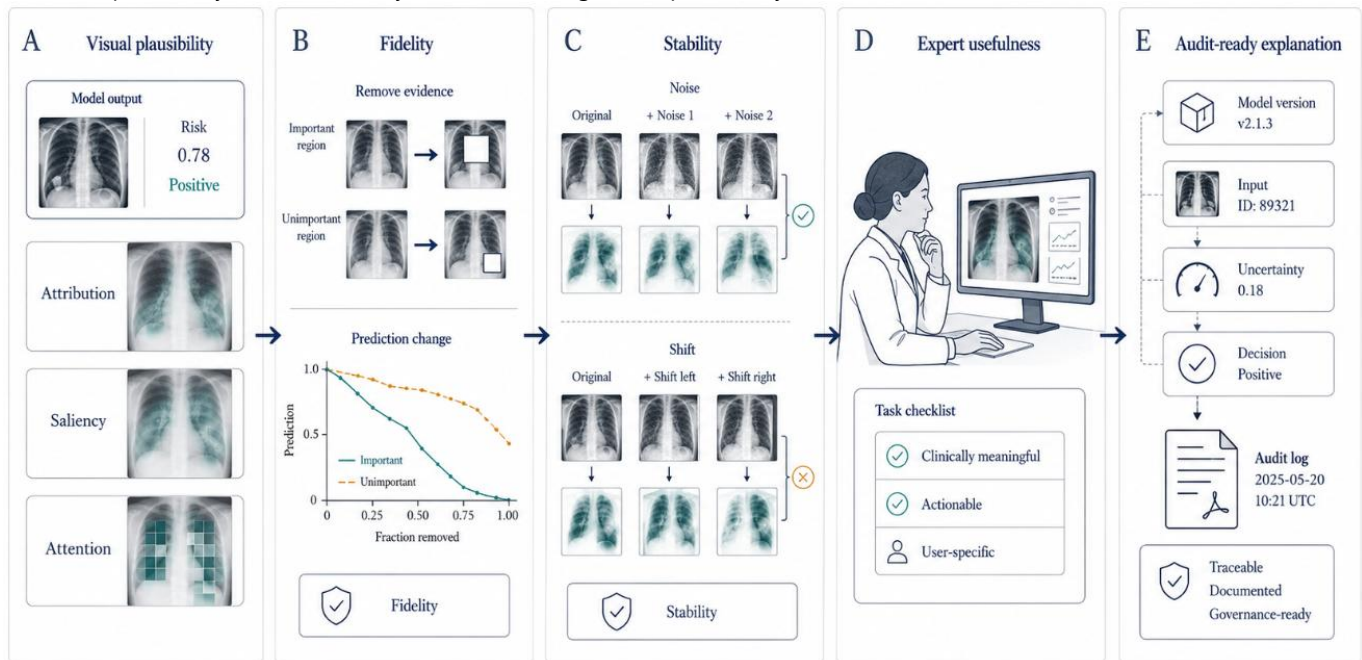 A Visual plausibility
Model output
Risk
0.78
Positive
Attribution
Saliency
Attention
B Fidelity
Remove evidence
Important
region
Unimportant
region
Prediction change
1.0
0.5
0
Prediction
Important
Unimportant
0 0.25 0.50 0.75 1.00
Fraction removed
Fidelity
C Stability
Noise
Original + Noise 1 + Noise 2
Shift
Original + Shift left + Shift right
Stability
D Expert usefulness
Task checklist
Clinically meaningful
Actionable
User-specific
E Audit-ready explanation
Model version
v2.1.3
Input
ID: 89321
Uncertainty
0.18
Decision
Positive
Audit log
2025-05-20
10:21 UTC
Traceable
Documented
Governance-ready